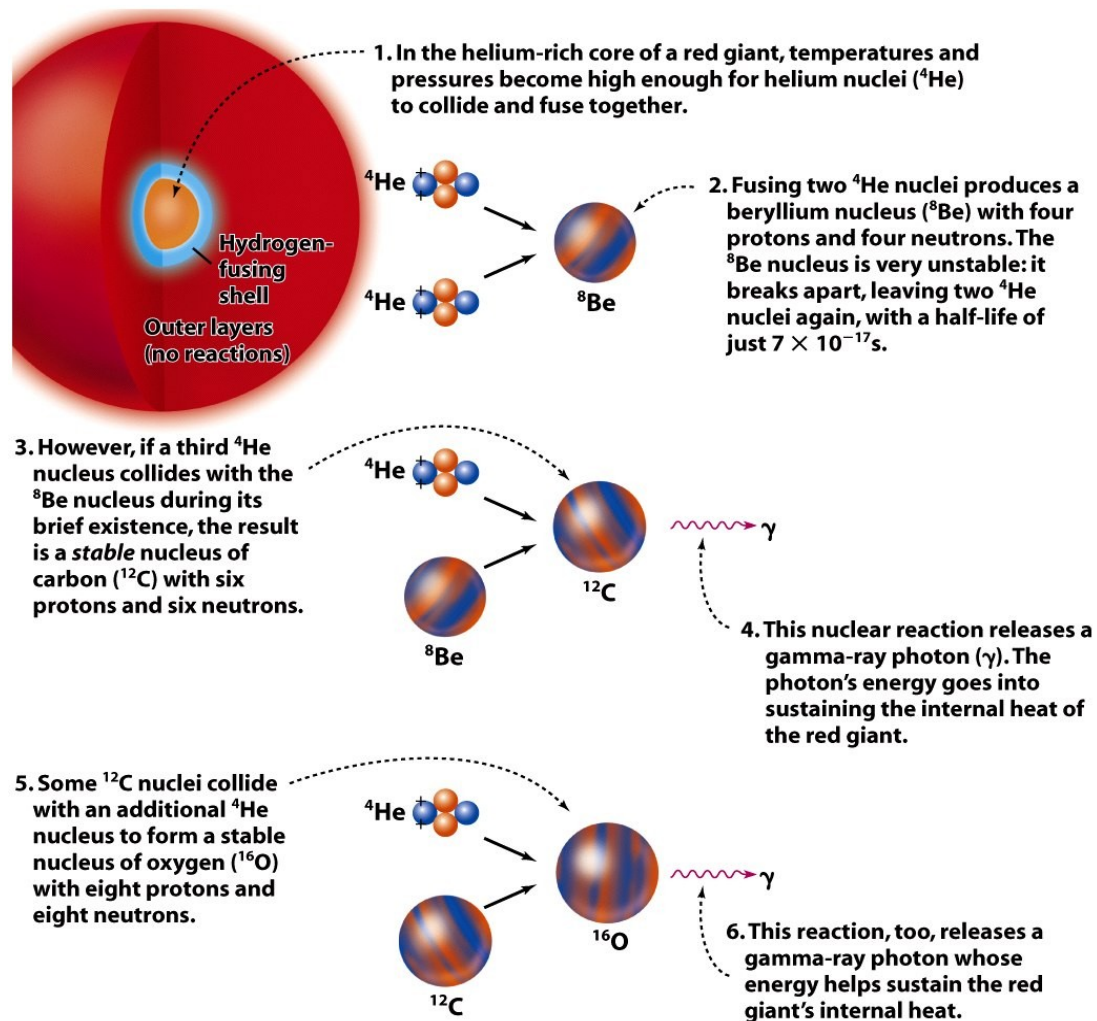 1. In the helium-rich core of a red giant, temperatures and
pressures become high enough for helium nuclei (⁴He)
to collide and fuse together.
⁴He
+
+
⁴He
+
+
⁸Be
Hydrogen-
fusing
shell
Outer layers
(no reactions)
2. Fusing two ⁴He nuclei produces a
beryllium nucleus (⁸Be) with four
protons and four neutrons. The
⁸Be nucleus is very unstable: it
breaks apart, leaving two ⁴He
nuclei again, with a half-life of
just 7 × 10⁻¹⁷s.
3. However, if a third ⁴He
nucleus collides with the
⁸Be nucleus during its
brief existence, the result
is a stable nucleus of
carbon (¹²C) with six
protons and six neutrons.
⁴He
+
+
⁸Be
¹²C
γ
4. This nuclear reaction releases a
gamma-ray photon (γ). The
photon's energy goes into
sustaining the internal heat of
the red giant.
5. Some ¹²C nuclei collide
with an additional ⁴He
nucleus to form a stable
nucleus of oxygen (¹⁶O)
with eight protons and
eight neutrons.
⁴He
+
+
¹²C
¹⁶O
γ
6. This reaction, too, releases a
gamma-ray photon whose
energy helps sustain the red
giant's internal heat.